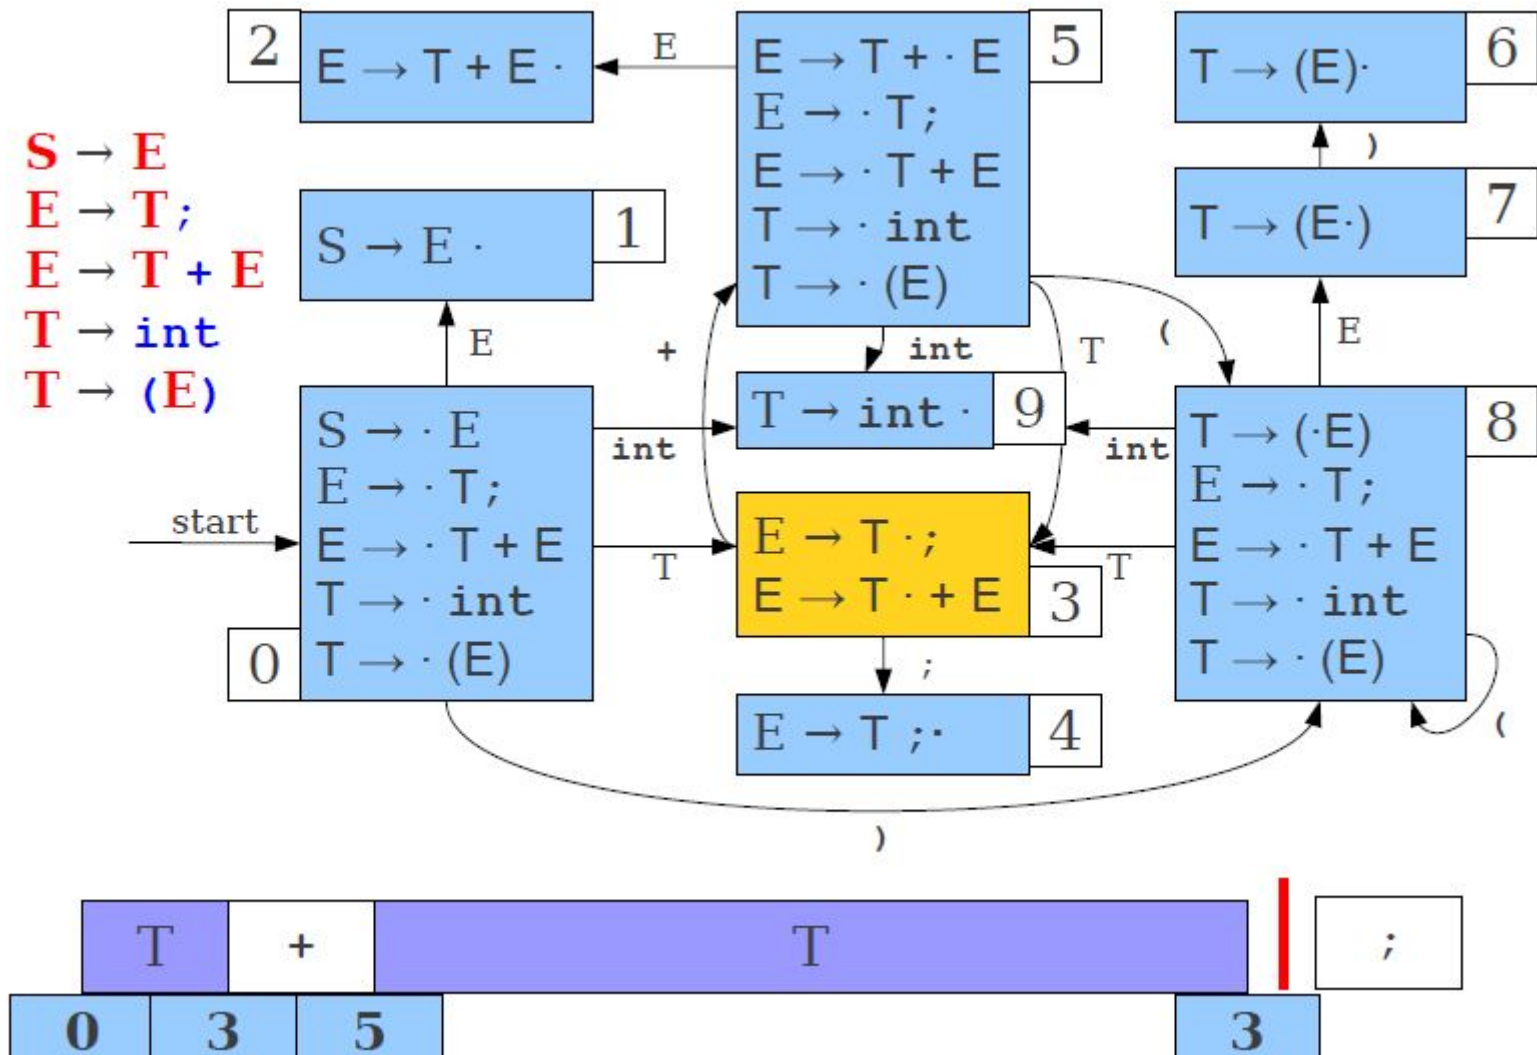 S → E
E → T ;
E → T + E
T → int
T → (E)
2
E → T + E ·
E
E → T + · E
E → · T ;
E → · T + E
T → · int
T → · (E)
5
T → (E)·
6
)
T → (E·)
7
S → E ·
1
E
+
int
T
(
E
start
S → · E
E → · T ;
E → · T + E
T → · int
T → · (E)
0
int
T
T → int ·
9
E → T · ;
E → T · + E
3
;
E → T ;·
4
int
T
T → (·E)
E → · T ;
E → · T + E
T → · int
T → · (E)
8
(
)
T + T ;
0 3 5 3